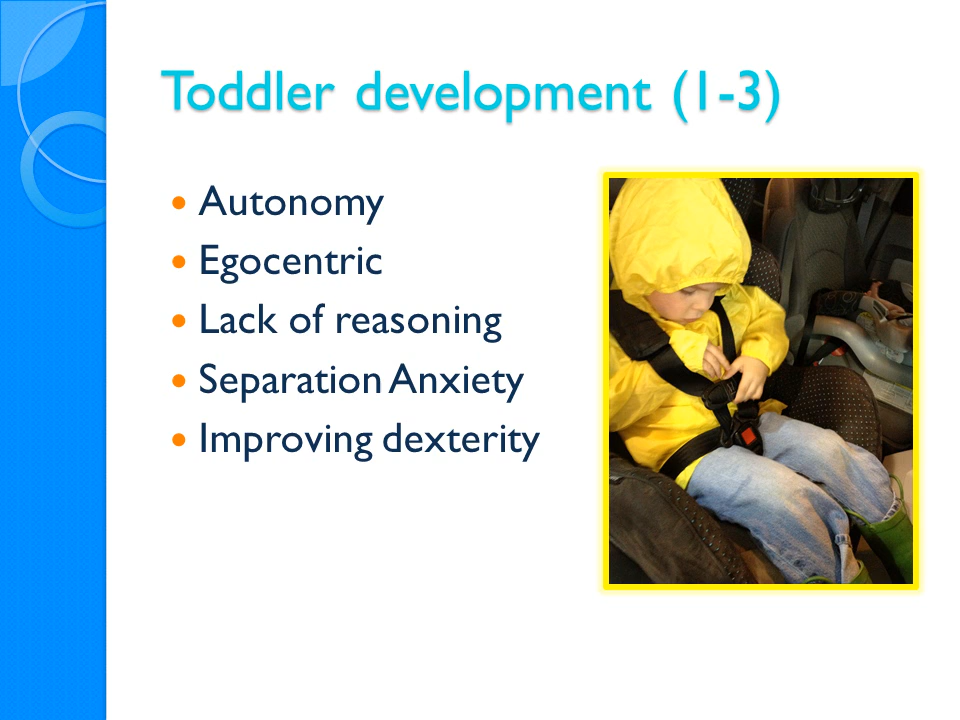 Toddler development (1-3)
Autonomy
Egocentric
Lack of reasoning
Separation Anxiety
Improving dexterity